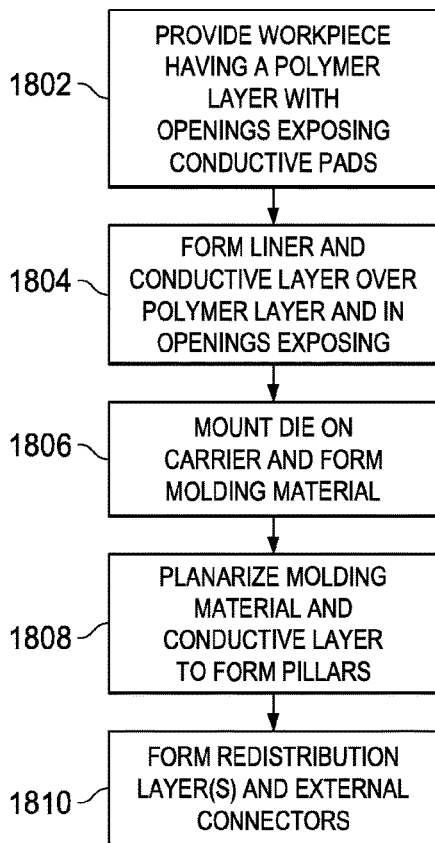 1802
PROVIDE WORKPIECE
HAVING A POLYMER
LAYER WITH
OPENINGS EXPOSING
CONDUCTIVE PADS
1804
FORM LINER AND
CONDUCTIVE LAYER OVER
POLYMER LAYER AND IN
OPENINGS EXPOSING
1806
MOUNT DIE ON
CARRIER AND FORM
MOLDING MATERIAL
1808
PLANARIZE MOLDING
MATERIAL AND
CONDUCTIVE LAYER
TO FORM PILLARS
1810
FORM REDISTRIBUTION
LAYER(S) AND EXTERNAL
CONNECTORS